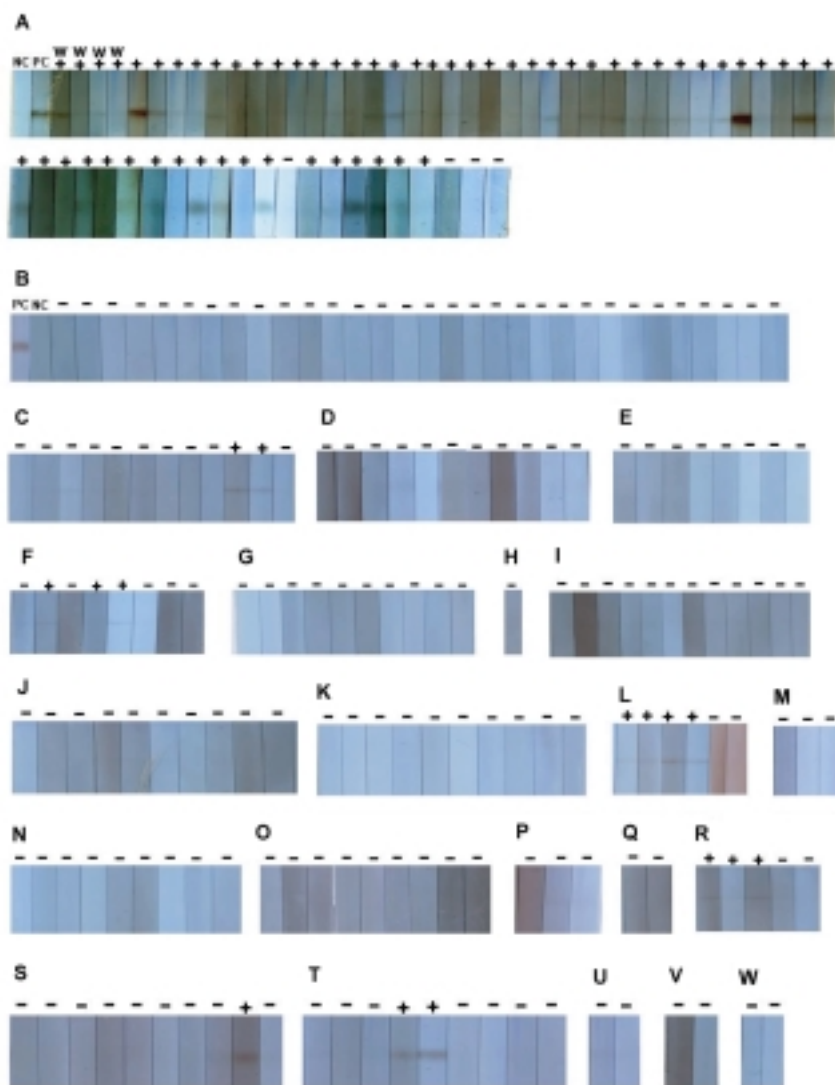 A
W W W W
NC PC + + + + + + + + + + + + + + + + + + + + + + + + + + + + + + + + + + + + + + +
+ + + + + + + + + + + + - + + + + + + - - -
B
PC NC - - - - - - - - - - - - - - - - - - - - - - - - - - - - - - -
C D E
- - - - - - - - - + + - - - - - - - - - - - - - - - - - - - -
F G H I
- + - + + - - - - - - - - - - - - - - - - - - - - - - - - - -
J K L M
- - - - - - - - - - - - - - - - - - - - + + + + - - - - -
N O P Q R
- - - - - - - - - - - - - - - - - - - - - - - + + + - -
S T U V W
- - - - - - - - + - - - - + + - - - - - - - - - -